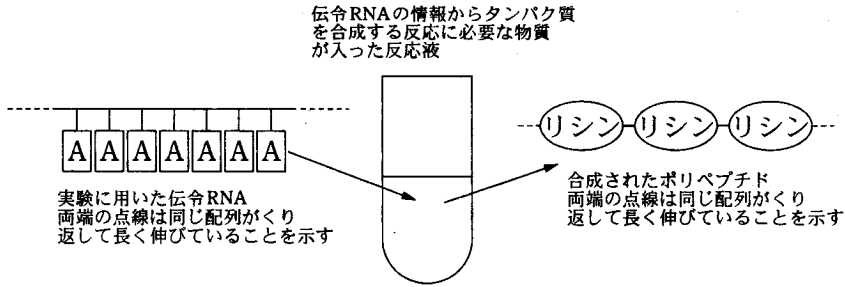 伝令RNAの情報からタンパク質
を合成する反応に必要な物質
が入った反応液
A A A A A A A
リシン リシン リシン
実験に用いた伝令RNA
両端の点線は同じ配列がくり
返して長く伸びていることを示す
合成されたポリペプチド
両端の点線は同じ配列がくり
返して長く伸びていることを示す